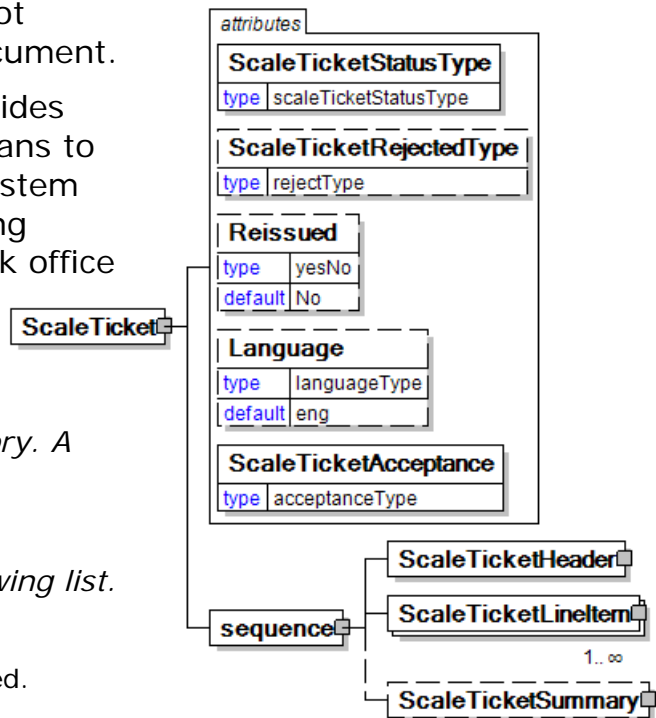 ot
cument.
ides
ans to
stem
ng
k office
ory. A
wing list.
ed.
attributes
ScaleTicketStatusType
type scaleTicketStatusType
ScaleTicketRejectedType
type rejectType
Reissued
type yesNo
default No
Language
type languageType
default eng
ScaleTicketAcceptance
type acceptanceType
ScaleTicket
sequence
ScaleTicketHeader
ScaleTicketLineItem
1.. ∞
ScaleTicketSummary